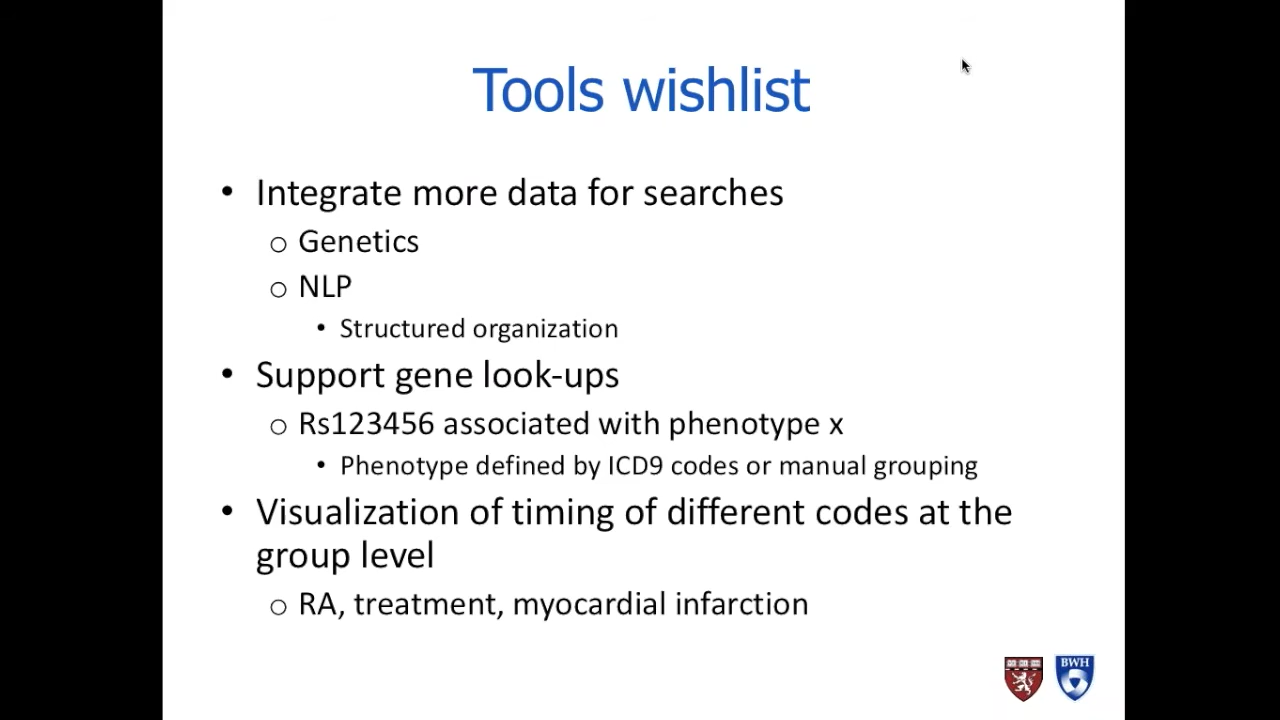 Tools wishlist
• Integrate more data for searches
o Genetics
o NLP
• Structured organization
• Support gene look-ups
o Rs123456 associated with phenotype x
• Phenotype defined by ICD9 codes or manual grouping
• Visualization of timing of different codes at the
group level
o RA, treatment, myocardial infarction
BWH